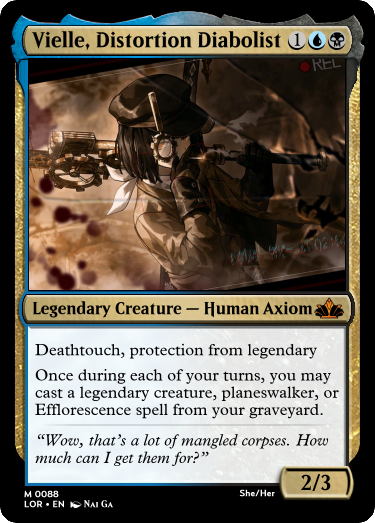 Vielle, Distortion Diabolist 1
REC
Legendary Creature — Human Axiom
Deathtouch, protection from legendary
Once during each of your turns, you may
cast a legendary creature, planeswalker, or
Efflorescence spell from your graveyard.
“Wow, that's a lot of mangled corpses. How
much can I get them for?”
2/3
M 0088
She/Her
LOR • EN Nai Ga